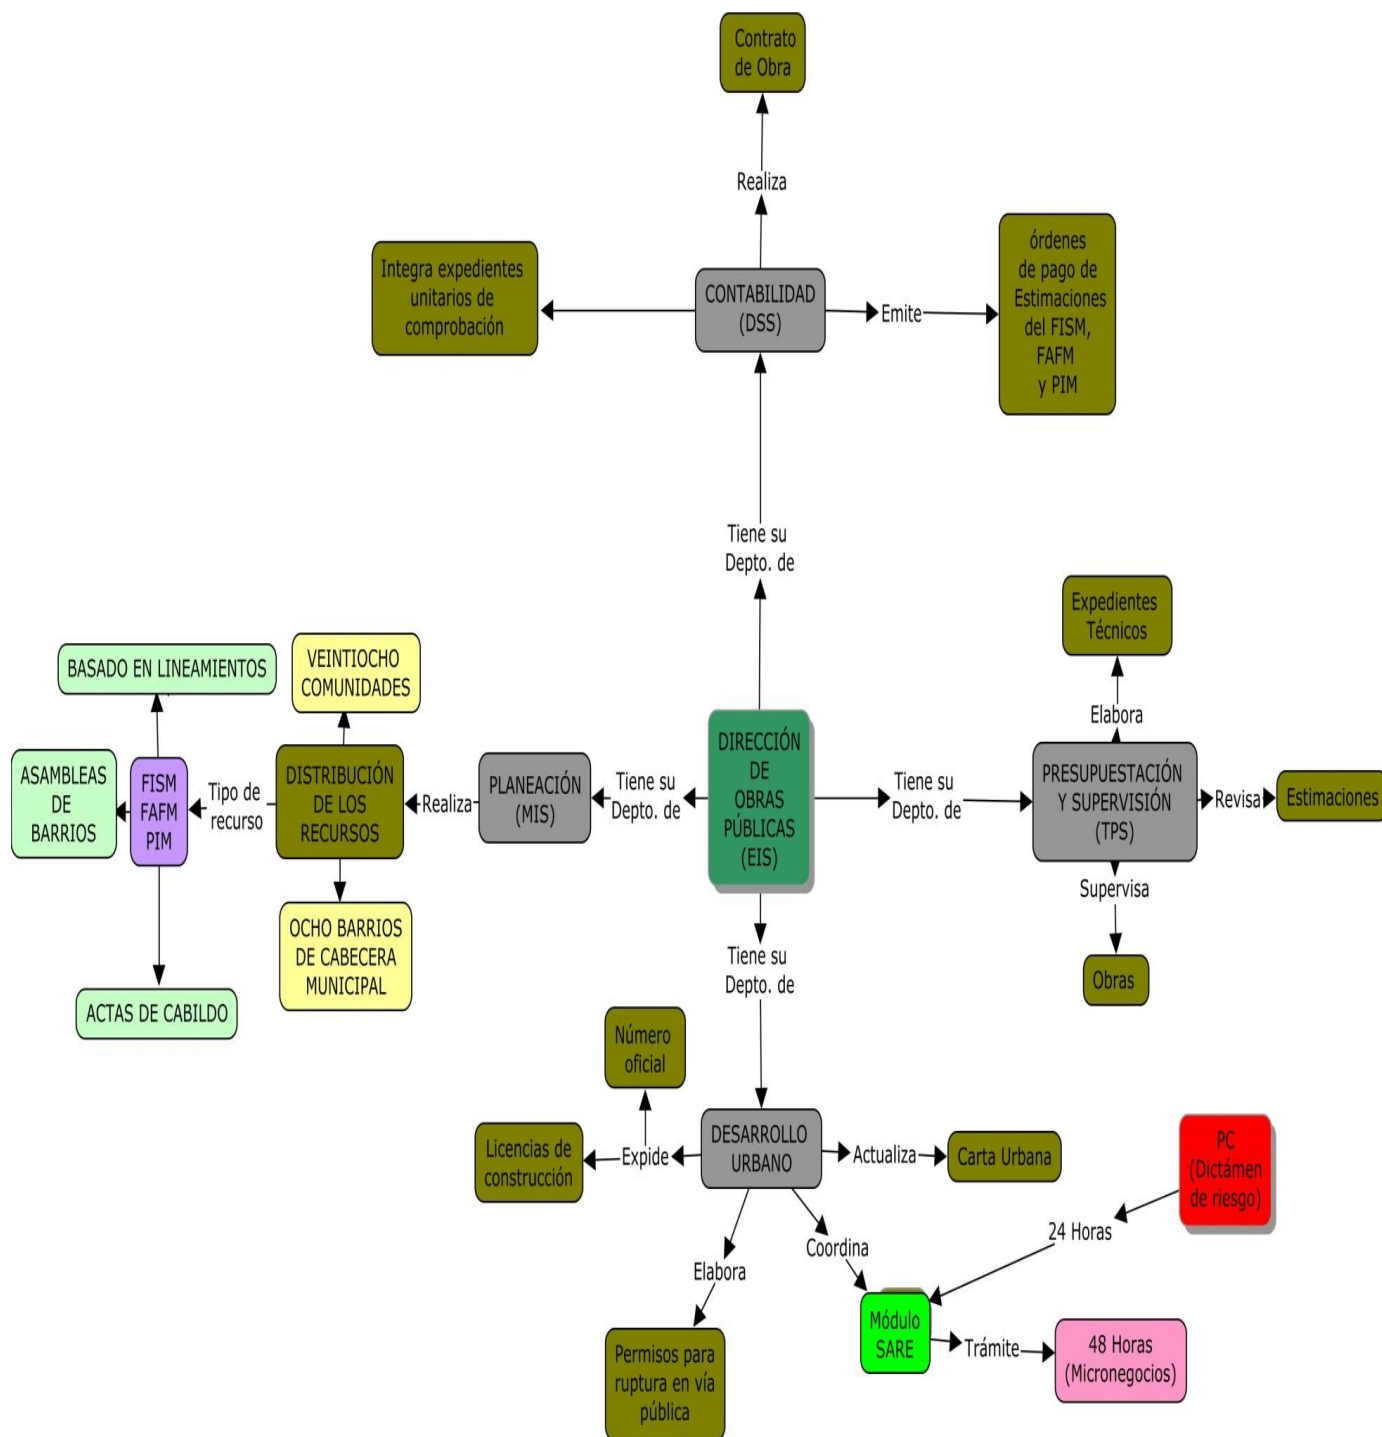 Contrato
de Obra
Realiza
Integra expedientes
unitarios de
comprobación
CONTABILIDAD
(DSS)
Emite
órdenes
de pago de
Estimaciones
del FISM,
FAFM
y PIM
Tiene su
Depto. de
Expedientes
Técnicos
Elabora
BASADO EN LINEAMIENTOS
VEINTIOCHO
COMUNIDADES
ASAMBLEAS
DE
BARRIOS
FISM
FAFM
PIM
Tipo de
recurso
DISTRIBUCIÓN
DE LOS
RECURSOS
Realiza
PLANEACIÓN
(MIS)
Tiene su
Depto. de
DIRECCIÓN
DE
OBRAS
PÚBLICAS
(EIS)
Tiene su
Depto. de
PRESUPUESTACIÓN
Y SUPERVISIÓN
(TPS)
Revisa
Estimaciones
Supervisa
Obras
OCHO BARRIOS
DE CABECERA
MUNICIPAL
ACTAS DE CABILDO
Tiene su
Depto. de
Número
oficial
Licencias de
construcción
Expide
DESARROLLO
URBANO
Actualiza
Carta Urbana
PC
(Dictámen
de riesgo)
24 Horas
Coordina
Elabora
Permisos para
ruptura en vía
pública
Módulo
SARE
Trámite
48 Horas
(Micronegocios)